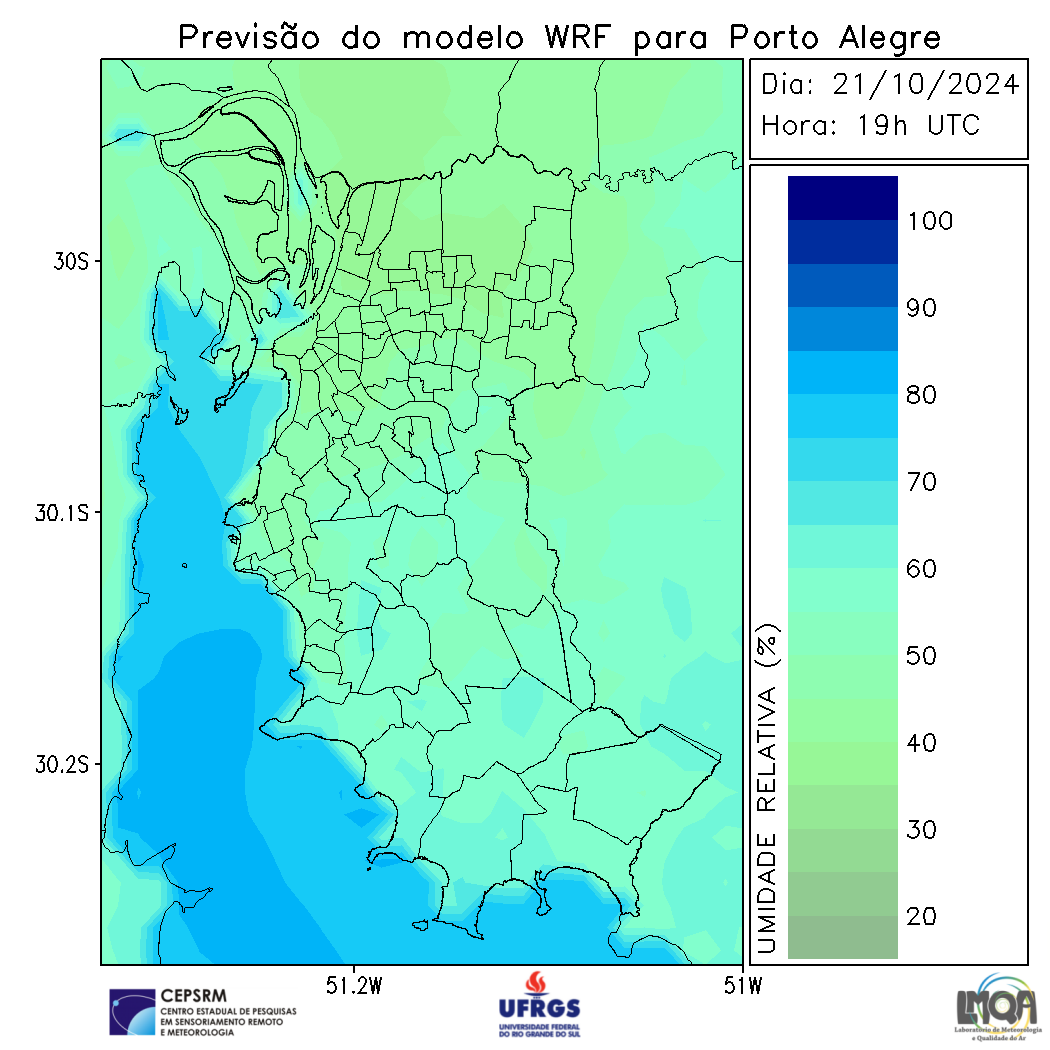 Previsão do modelo WRF para Porto Alegre
Dia: 21/10/2024
Hora: 19h UTC
30S
30.1S
30.2S
51.2W
51W
UMIDADE RELATIVA (%)
100
90
80
70
60
50
40
30
20
CEPSRM
CENTRO ESTADUAL DE PESQUISAS
EM SENSORIAMENTO REMOTO
E METEOROLOGIA
UFRGS
UNIVERSIDADE FEDERAL
DO RIO GRANDE DO SUL
LMQA
Laboratório de Meteorologia
e Qualidade do Ar